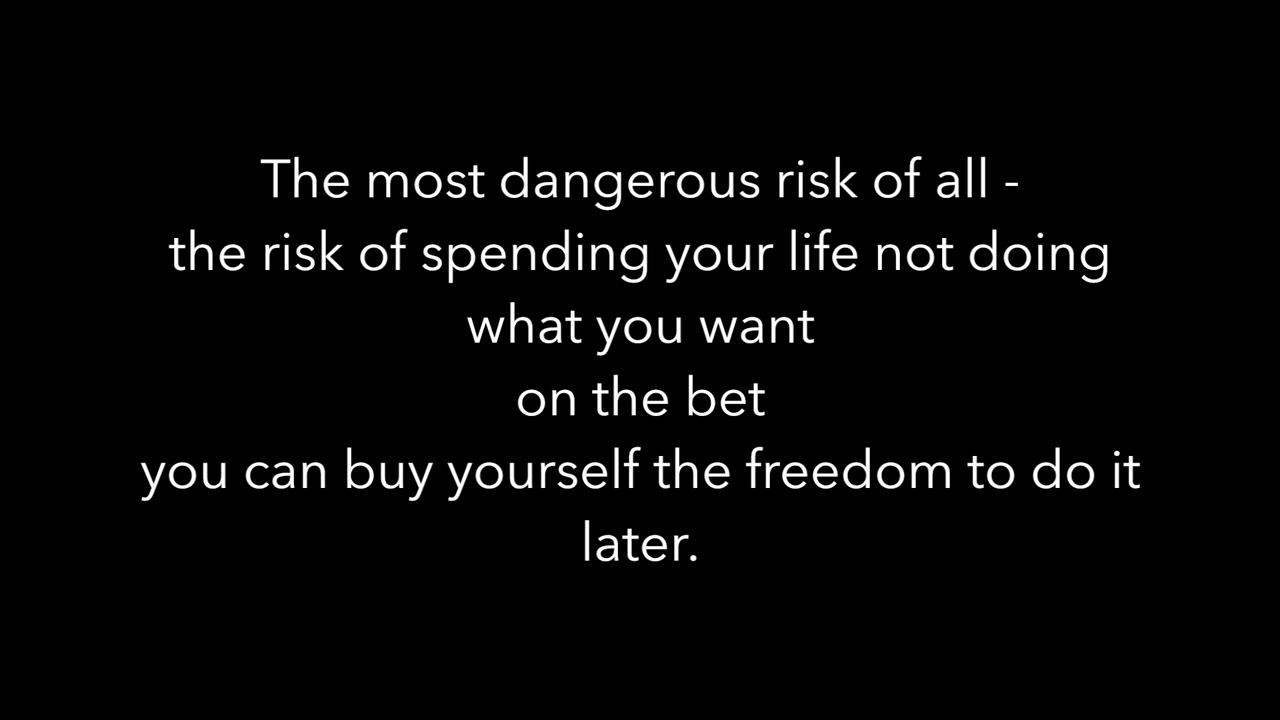 The most dangerous risk of all -
the risk of spending your life not doing
what you want
on the bet
you can buy yourself the freedom to do it
later.